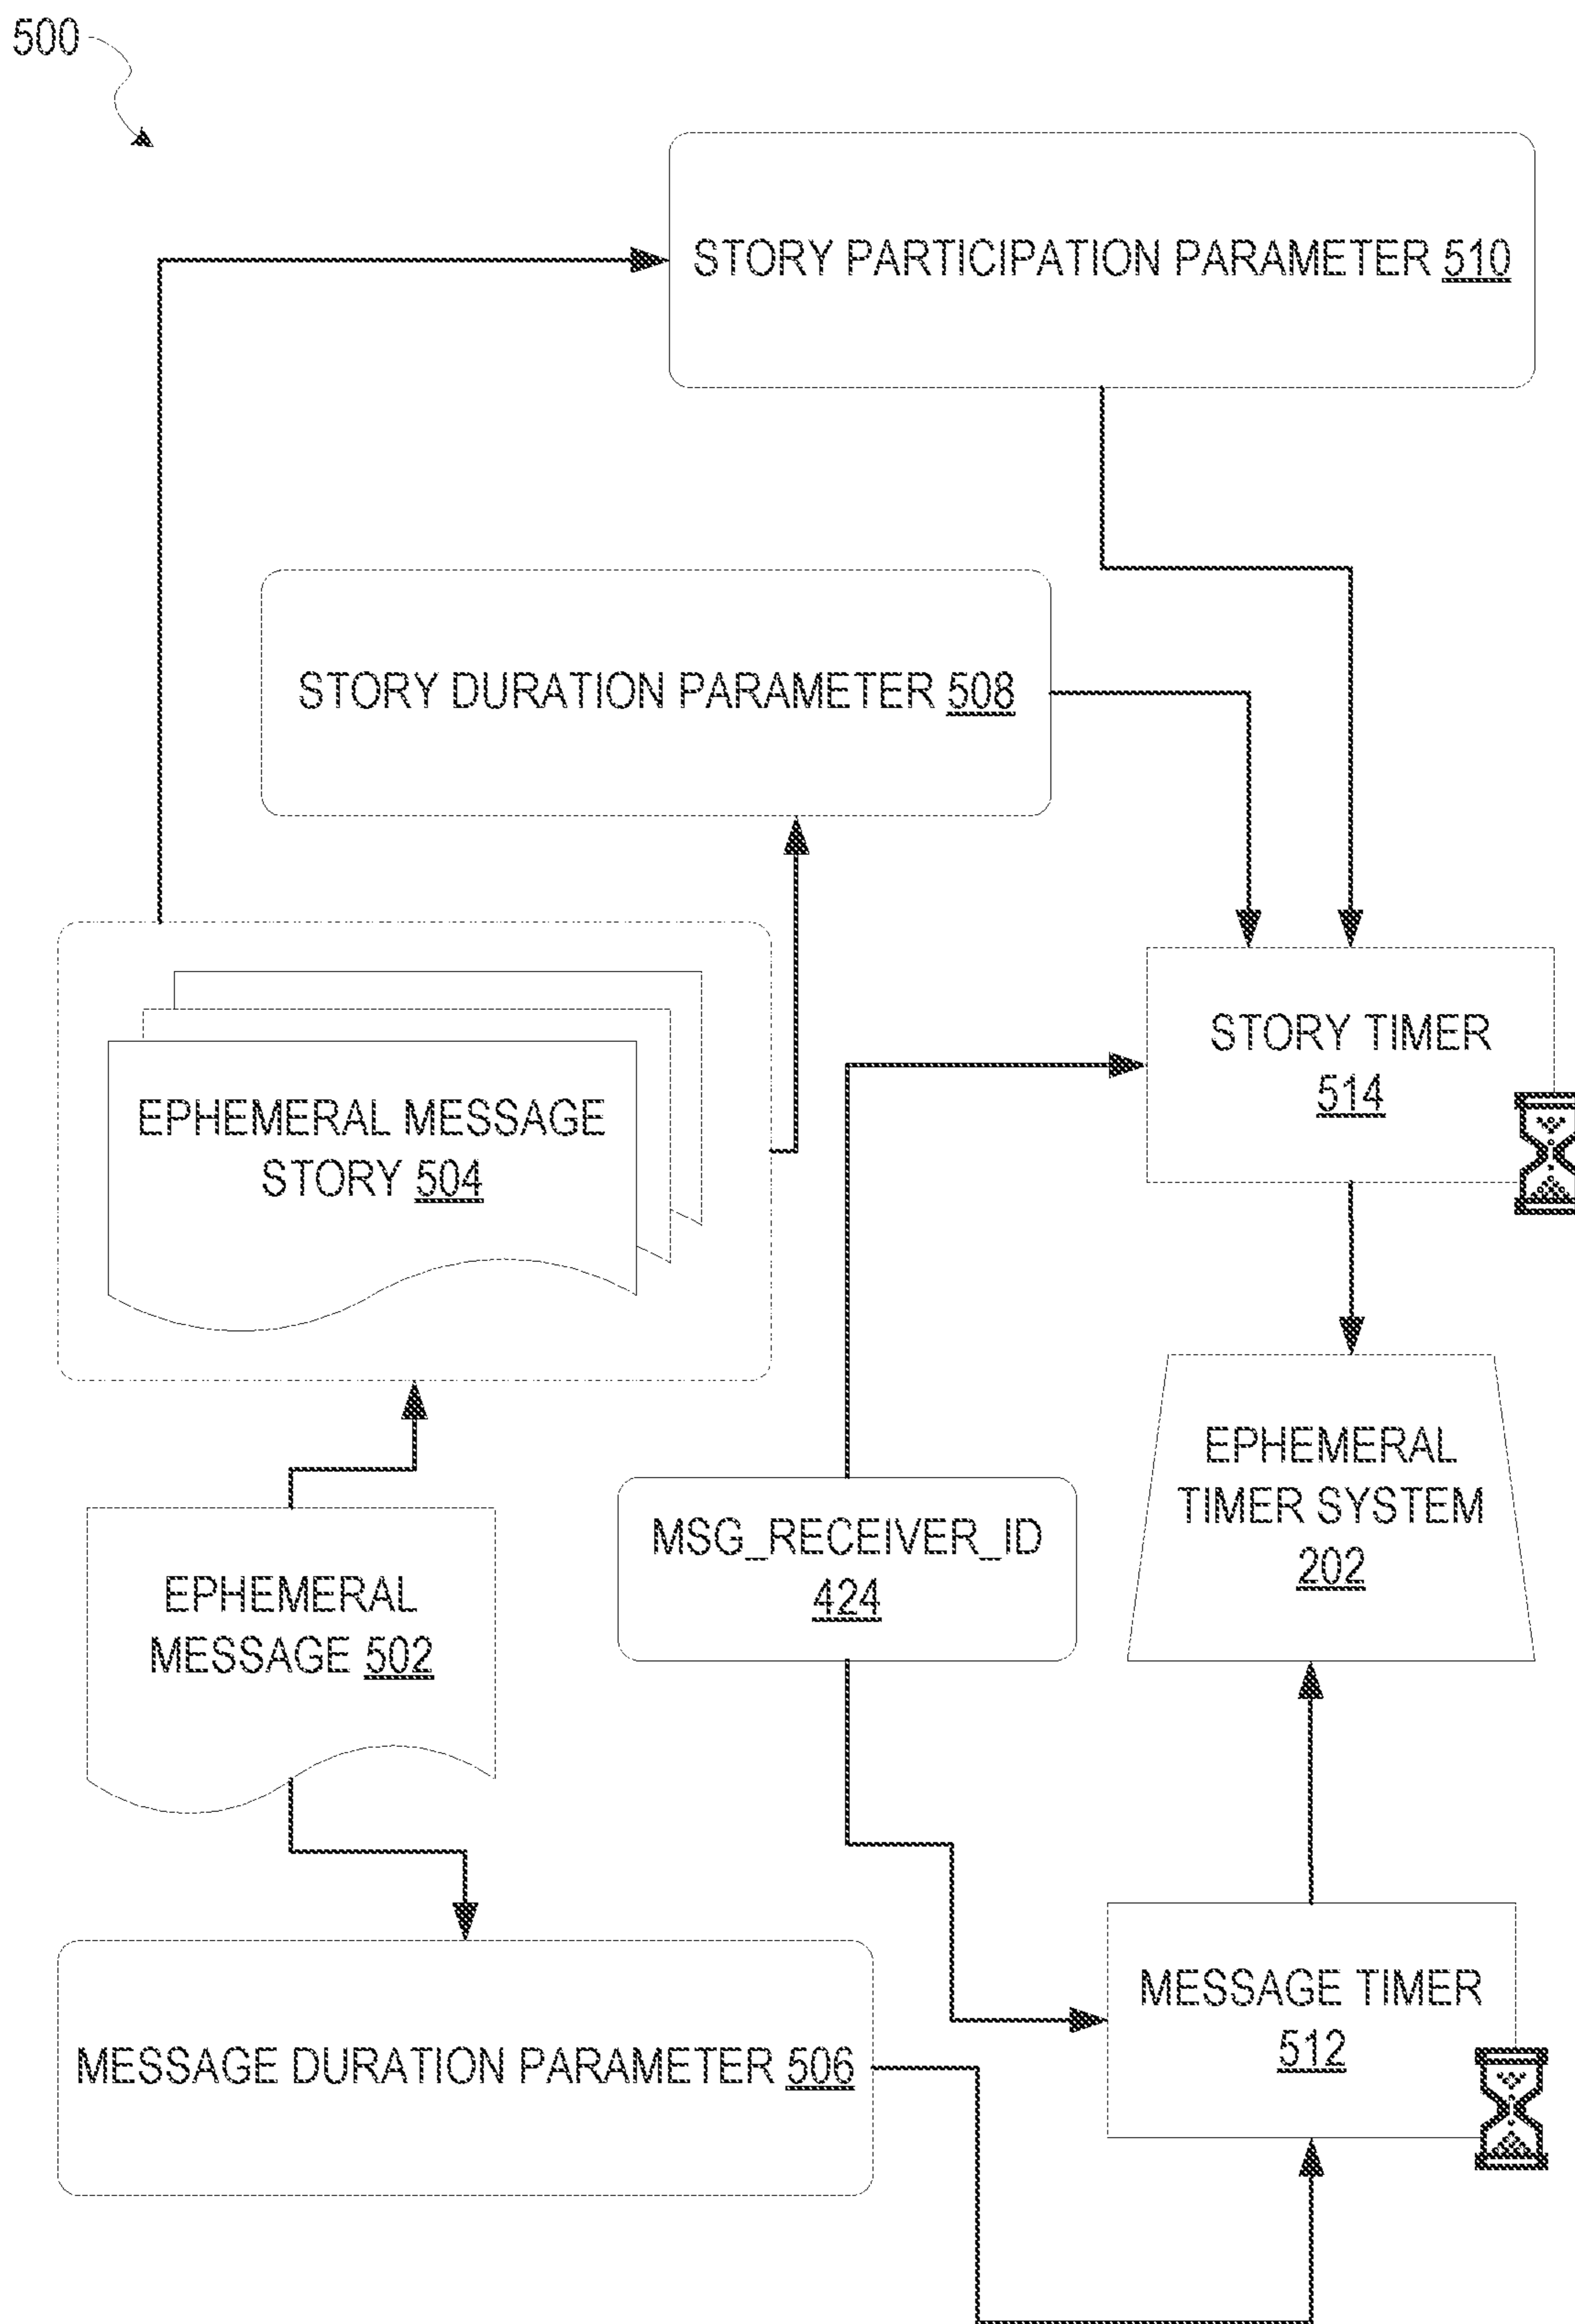 500
STORY PARTICIPATION PARAMETER 510
STORY DURATION PARAMETER 508
STORY TIMER
514
EPHEMERAL MESSAGE
STORY 504
EPHEMERAL
TIMER SYSTEM
202
MSG_RECEIVER_ID
424
EPHEMERAL
MESSAGE 502
MESSAGE TIMER
512
MESSAGE DURATION PARAMETER 506